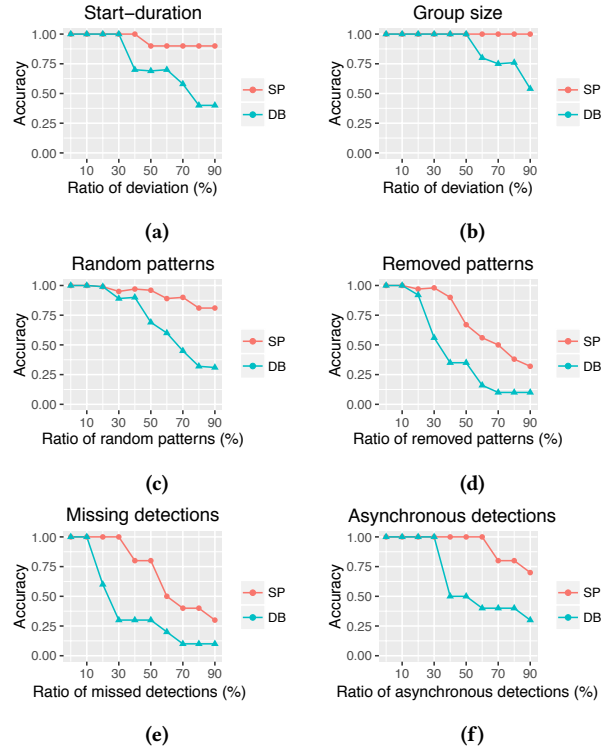 Start−duration
Group size
Accuracy
1.00
0.75
0.50
0.25
0.00
10 30 50 70 90
Ratio of deviation (%)
SP
DB
Accuracy
1.00
0.75
0.50
0.25
0.00
10 30 50 70 90
Ratio of deviation (%)
SP
DB
(a)
(b)
Random patterns
Removed patterns
Accuracy
1.00
0.75
0.50
0.25
0.00
10 30 50 70 90
Ratio of random patterns (%)
SP
DB
Accuracy
1.00
0.75
0.50
0.25
0.00
10 30 50 70 90
Ratio of removed patterns (%)
SP
DB
(c)
(d)
Missing detections
Asynchronous detections
Accuracy
1.00
0.75
0.50
0.25
0.00
10 30 50 70 90
Ratio of missed detections (%)
SP
DB
Accuracy
1.00
0.75
0.50
0.25
0.00
10 30 50 70 90
Ratio of asynchronous detections (%)
SP
DB
(e)
(f)